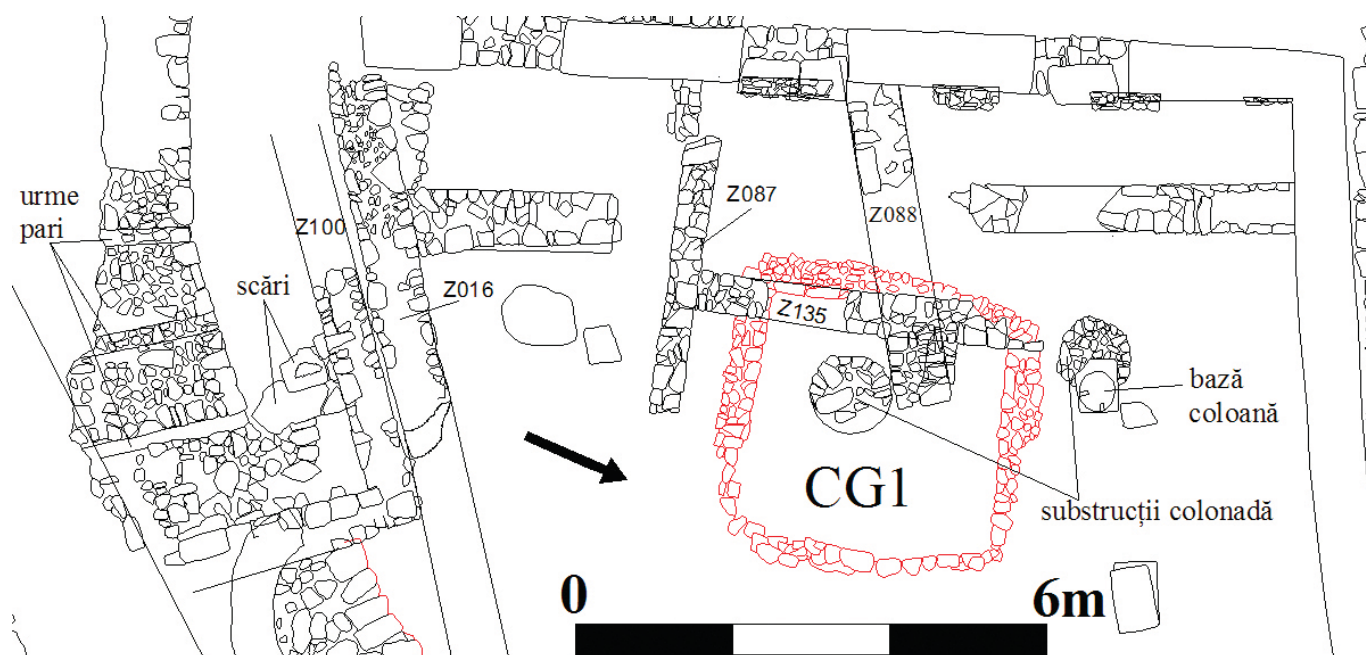 urme
pari
Z100
scări
Z016
Z087
Z088
Z135
bază
coloană
CG1
substrucții colonadă
0
6m